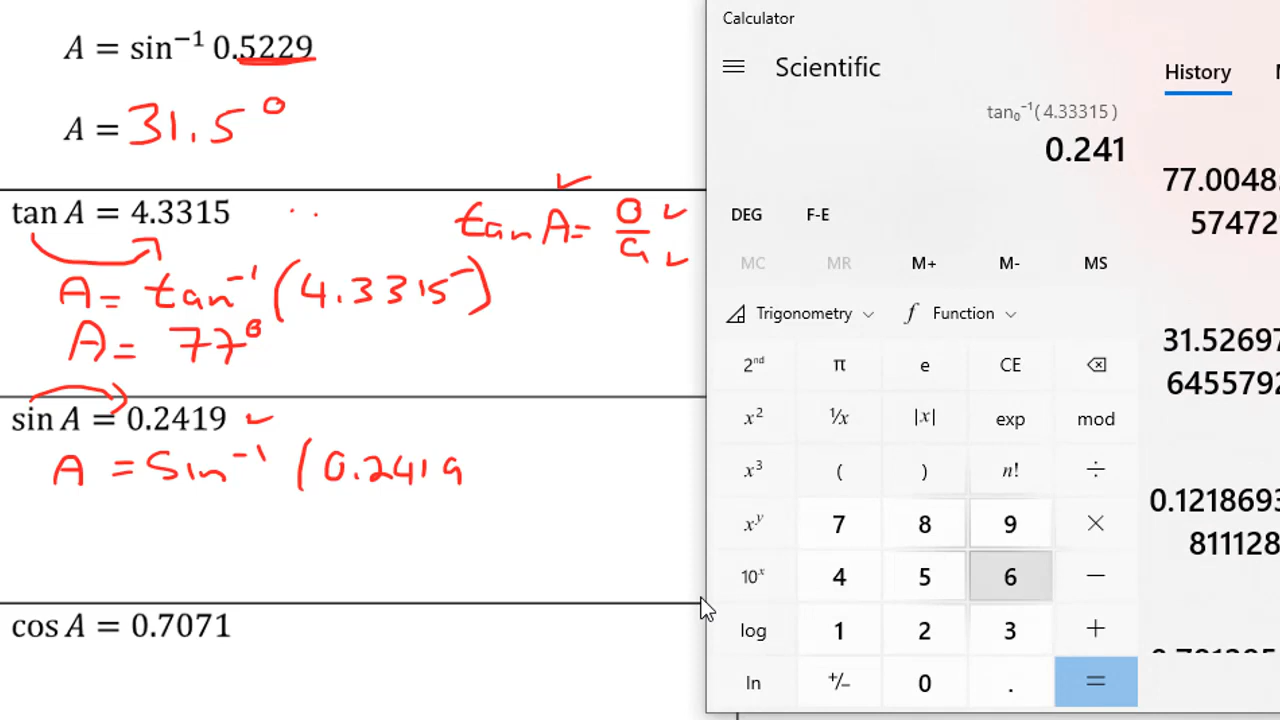 A = sin⁻¹ 0.5229
A = 31.5°
tan A = 4.3315
tan A = O/a
A = tan⁻¹ (4.3315)
A = 77°
sin A = 0.2419
A = Sin⁻¹ (0.2419
cos A = 0.7071
Calculator
Scientific
History
tan₀⁻¹( 4.33315 )
0.241
77.0048
57472
DEG F-E
MC MR M+ M- MS
Trigonometry f Function
31.52697
6455792
2ⁿᵈ π e CE
x² ¹/x |x| exp mod
x³ ( ) n! ÷
0.1218693
811128
xʸ 7 8 9 ×
10ˣ 4 5 6 −
log 1 2 3 +
ln +/− 0 . =